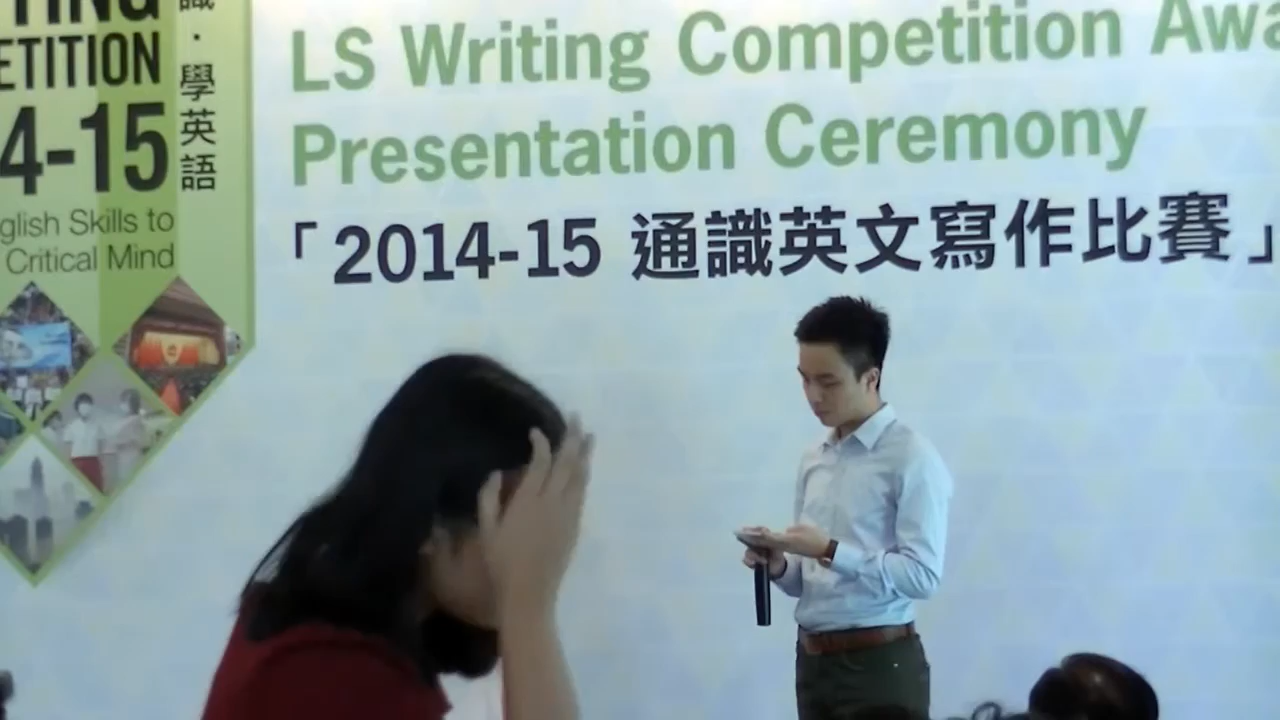 ETITION
4-15
glish Skills to
Critical Mind
學英語
LS Writing Competition Awa
Presentation Ceremony
「2014-15 通識英文寫作比賽」